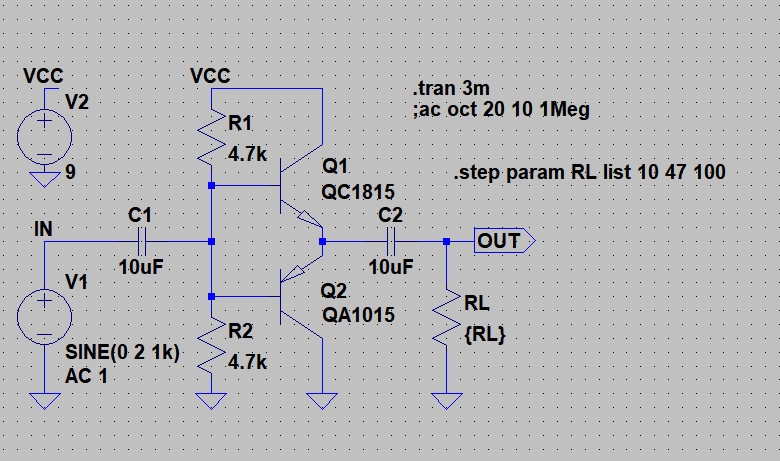 VCC
V2
9
VCC
R1
4.7k
Q1
QC1815
.tran 3m
;ac oct 20 10 1Meg
.step param RL list 10 47 100
IN
C1
10uF
C2
10uF
OUT
V1
SINE(0 2 1k)
AC 1
R2
4.7k
Q2
QA1015
RL
{RL}